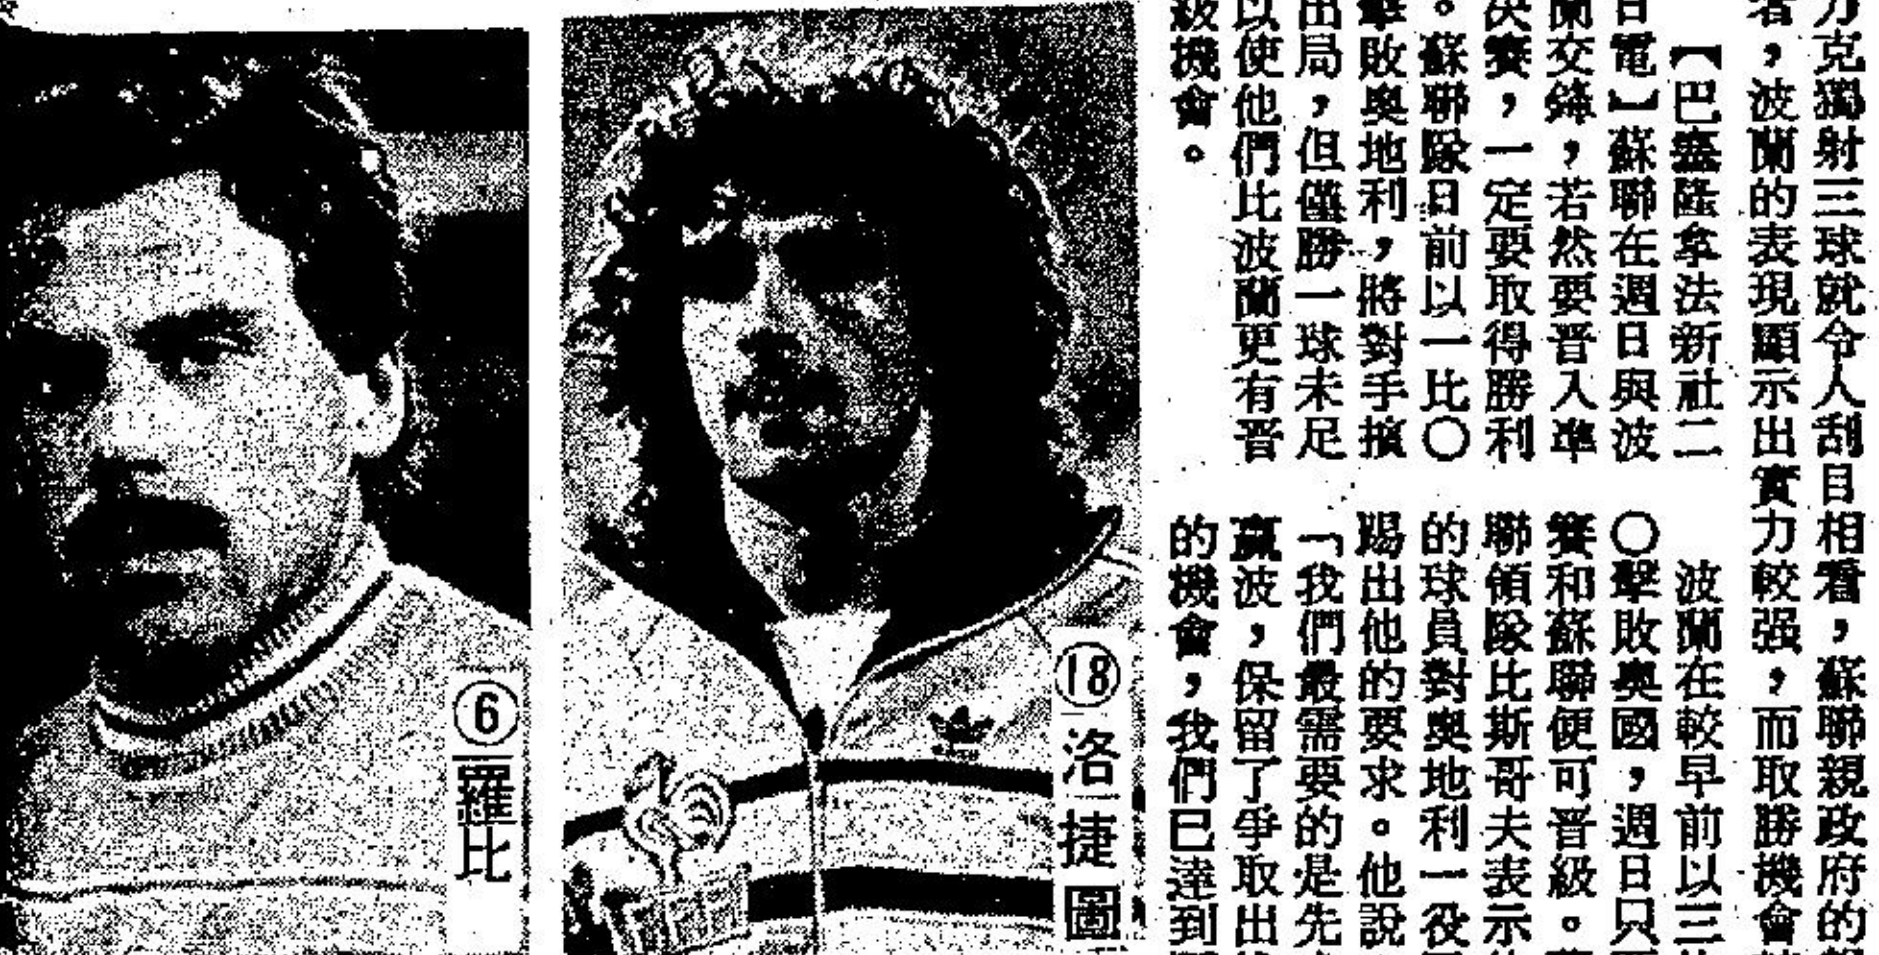 力克獨射三球就令人刮目相看，蘇聯親政府的
者，波蘭的表現顯示出實力較强，而取勝機會
【巴塞隆拿法新社二
日電】蘇聯在週日與波
蘭交鋒，若然要晉入準
決賽，一定要取得勝利
。蘇聯隊日前以一比〇
擊敗奧地利，將對手擯
出局，但僅勝一球未足
以使他們比波蘭更有晉
級機會。
波蘭在較早前以三
〇擊敗奧國，週日只
賽和蘇聯便可晉級。
聯領隊比斯哥夫表示
的球員對奧地利一役
踢出他的要求。他說
「我們最需要的是先
贏波，保留了爭取出
的機會，我們已達到
⑱洛捷圖
⑥羅比